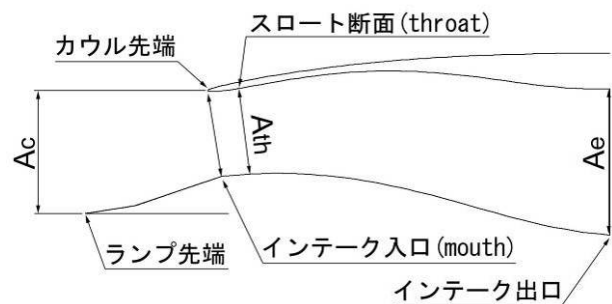 スロート断面(throat)
カウル先端
Ac
Ath
Ae
ランプ先端
インテーク入口(mouth)
インテーク出口